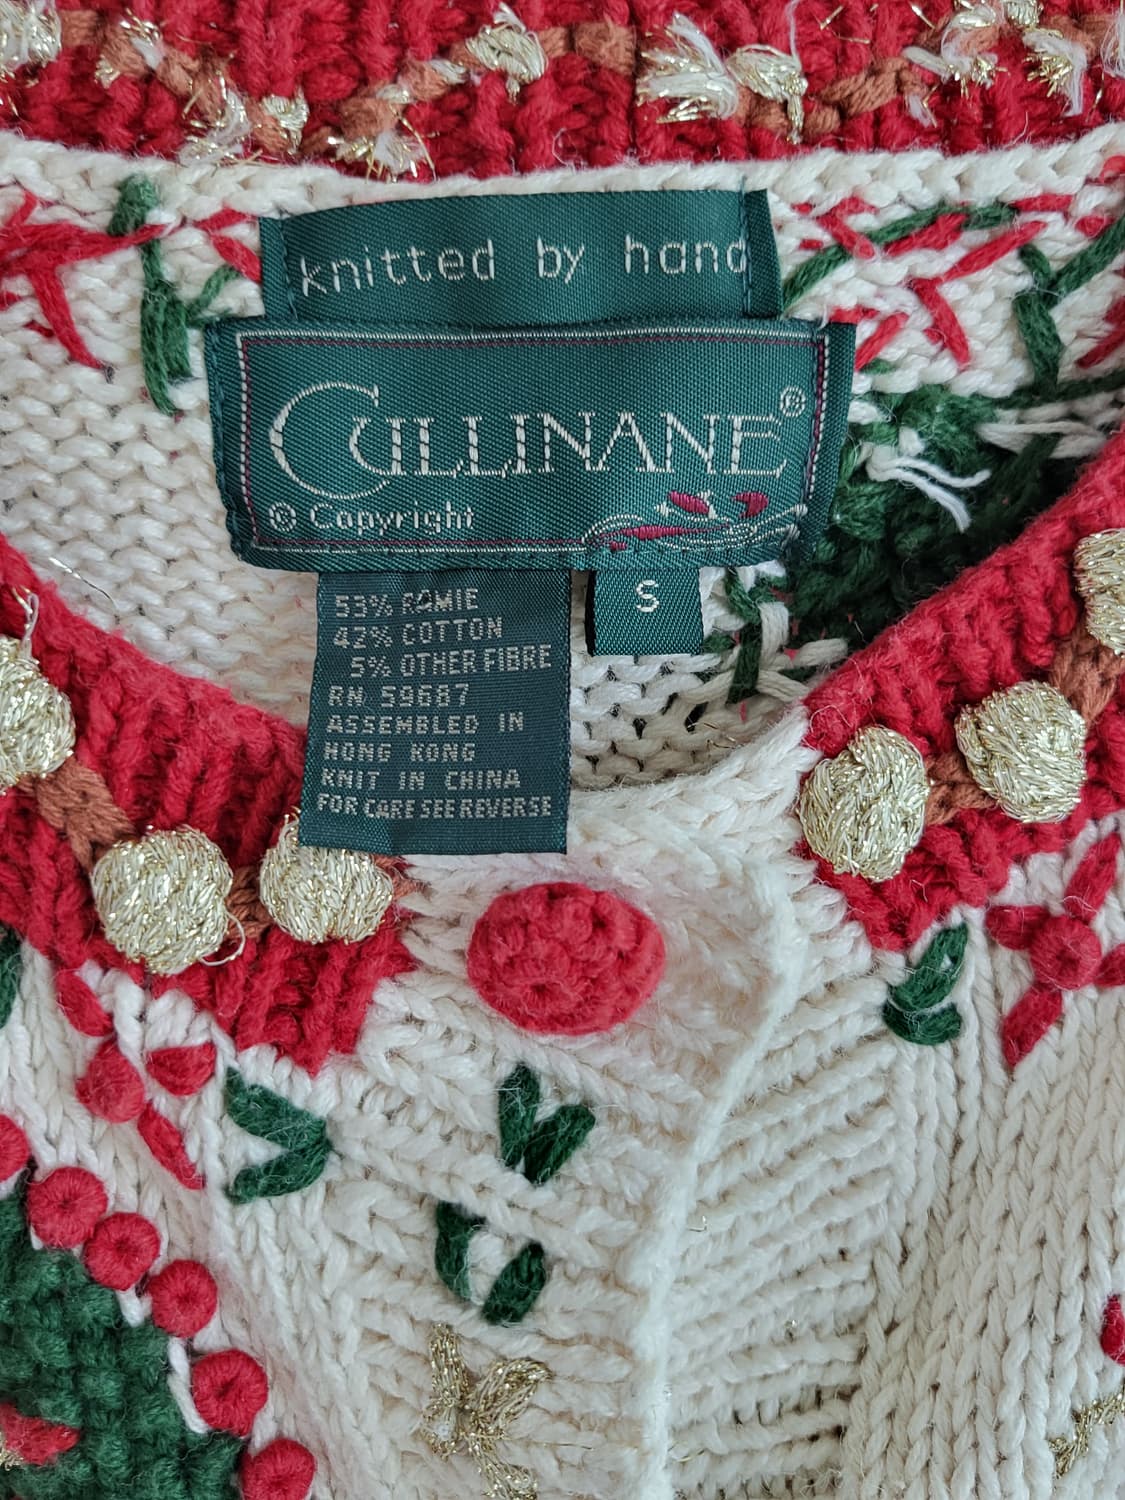 knitted by hand
CULLINANE®
© Copyright
53% RAMIE
42% COTTON
5% OTHER FIBRE
RN 59687
ASSEMBLED IN
HONG KONG
KNIT IN CHINA
FOR CARE SEE REVERSE
S